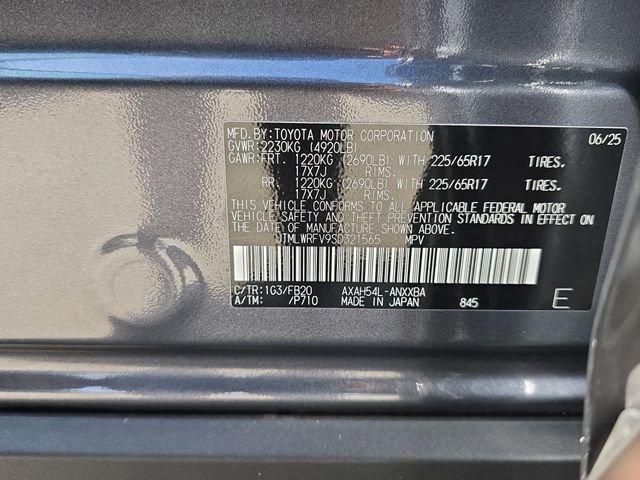 MFD.BY:TOYOTA MOTOR CORPORATION 06/25
GVWR:2230KG (4920LB)
GAWR:FRT. 1220KG (2690LB) WITH 225/65R17 TIRES.
17X7J RIMS.
RR. 1220KG (2690LB) WITH 225/65R17 TIRES.
17X7J RIMS.
THIS VEHICLE CONFORMS TO ALL APPLICABLE FEDERAL MOTOR
VEHICLE SAFETY AND THEFT PREVENTION STANDARDS IN EFFECT ON
THE DATE OF MANUFACTURE SHOWN ABOVE.
JTMLWRFV9SD321565 MPV
C/TR:1G3/FB20 AXAH54L-ANXXBA
A/TM: /P710 MADE IN JAPAN 845 E